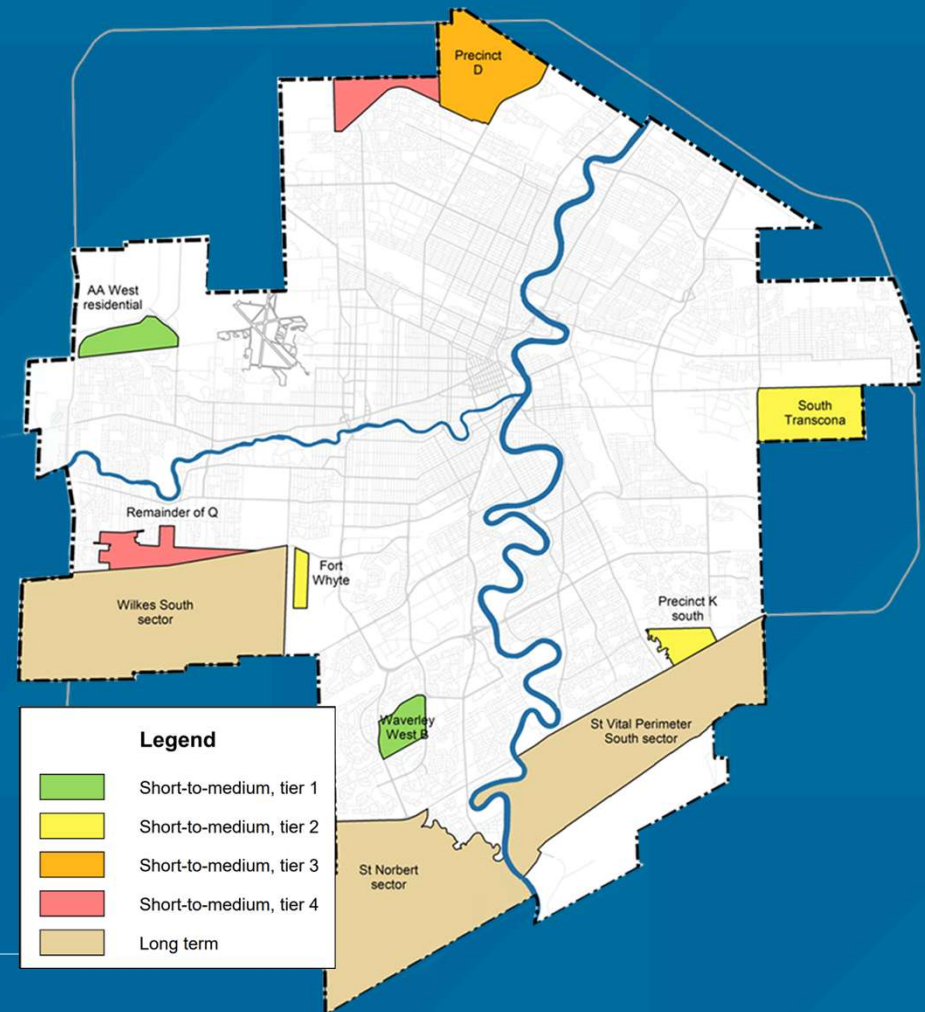 Precinct
D
AA West
residential
South
Transcona
Remainder of Q
Fort
Whyte
Wilkes South
sector
Precinct K
south
Waverley
West B
St Vital Perimeter
South sector
St Norbert
sector
Legend
Short-to-medium, tier 1
Short-to-medium, tier 2
Short-to-medium, tier 3
Short-to-medium, tier 4
Long term